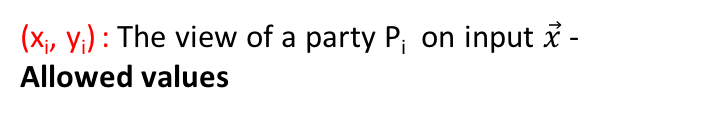 (xᵢ, yᵢ) : The view of a party Pᵢ on input x⃗ -
Allowed values